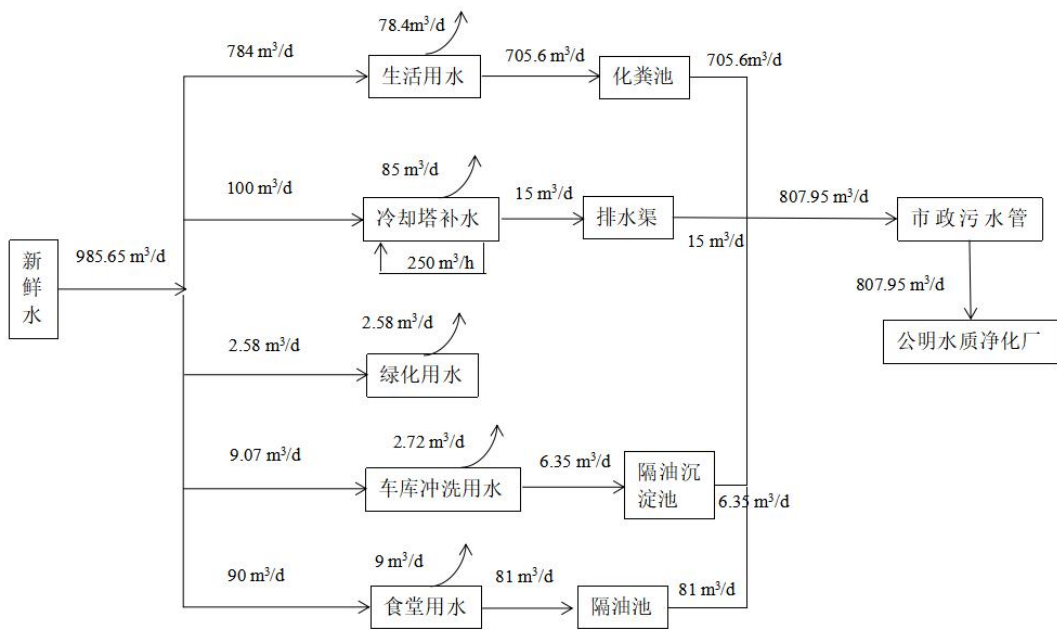 78.4m³/d
784 m³/d
705.6 m³/d
705.6m³/d
生活用水
化粪池
85 m³/d
100 m³/d
15 m³/d
807.95 m³/d
冷却塔补水
排水渠
市政污水管
15 m³/d
985.65 m³/d
250 m³/h
新
鲜
水
807.95 m³/d
2.58 m³/d
公明水质净化厂
2.58 m³/d
绿化用水
2.72 m³/d
9.07 m³/d
6.35 m³/d
隔油沉
淀池
车库冲洗用水
6.35 m³/d
9 m³/d
90 m³/d
81 m³/d
81 m³/d
食堂用水
隔油池